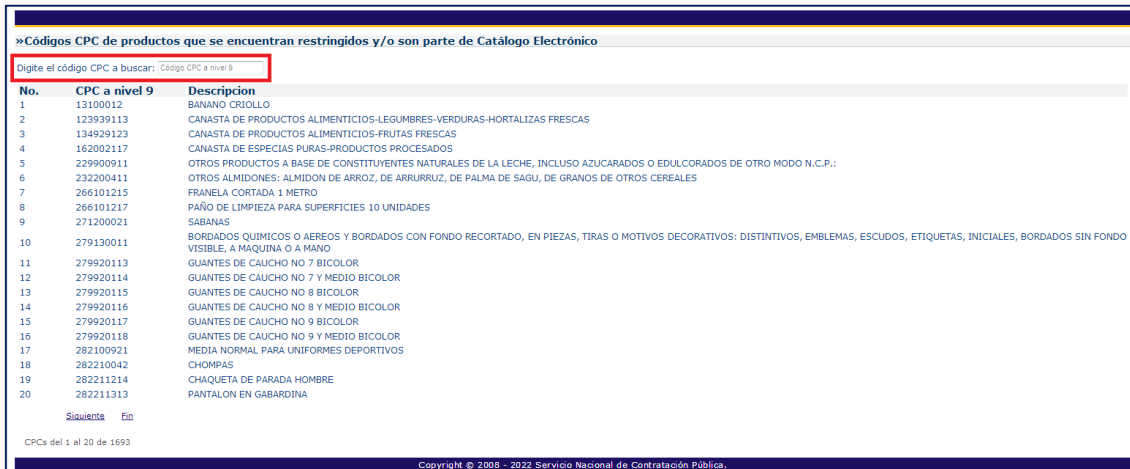 »Códigos CPC de productos que se encuentran restringidos y/o son parte de Catálogo Electrónico
Digite el código CPC a buscar: Código CPC a nivel 9
No. CPC a nivel 9 Descripcion
1 13100012 BANANO CRIOLLO
2 123939113 CANASTA DE PRODUCTOS ALIMENTICIOS-LEGUMBRES-VERDURAS-HORTALIZAS FRESCAS
3 134929123 CANASTA DE PRODUCTOS ALIMENTICIOS-FRUTAS FRESCAS
4 162002117 CANASTA DE ESPECIAS PURAS-PRODUCTOS PROCESADOS
5 229900911 OTROS PRODUCTOS A BASE DE CONSTITUYENTES NATURALES DE LA LECHE, INCLUSO AZUCARADOS O EDULCORADOS DE OTRO MODO N.C.P.:
6 232200411 OTROS ALMIDONES: ALMIDON DE ARROZ, DE ARRURRUZ, DE PALMA DE SAGU, DE GRANOS DE OTROS CEREALES
7 266101215 FRANELA CORTADA 1 METRO
8 266101217 PAÑO DE LIMPIEZA PARA SUPERFICIES 10 UNIDADES
9 271200021 SABANAS
10 279130011 BORDADOS QUIMICOS O AEREOS Y BORDADOS CON FONDO RECORTADO, EN PIEZAS, TIRAS O MOTIVOS DECORATIVOS: DISTINTIVOS, EMBLEMAS, ESCUDOS, ETIQUETAS, INICIALES, BORDADOS SIN FONDO
VISIBLE, A MAQUINA O A MANO
11 279920113 GUANTES DE CAUCHO NO 7 BICOLOR
12 279920114 GUANTES DE CAUCHO NO 7 Y MEDIO BICOLOR
13 279920115 GUANTES DE CAUCHO NO 8 BICOLOR
14 279920116 GUANTES DE CAUCHO NO 8 Y MEDIO BICOLOR
15 279920117 GUANTES DE CAUCHO NO 9 BICOLOR
16 279920118 GUANTES DE CAUCHO NO 9 Y MEDIO BICOLOR
17 282100921 MEDIA NORMAL PARA UNIFORMES DEPORTIVOS
18 282210042 CHOMPAS
19 282211214 CHAQUETA DE PARADA HOMBRE
20 282211313 PANTALON EN GABARDINA
Siguiente Fin
CPCs del 1 al 20 de 1693
Copyright © 2008 - 2022 Servicio Nacional de Contratación Pública.